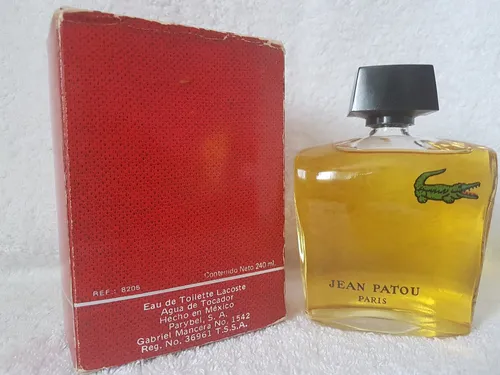 REF.: 8206
Contenido Neto 240 ml.
Eau de Toilette Lacoste
Agua de Tocador
Hecho en México
Parybel, S. A.
Gabriel Mancera No. 1542
Reg. No. 36961 T.S.S.A.
JEAN PATOU
PARIS